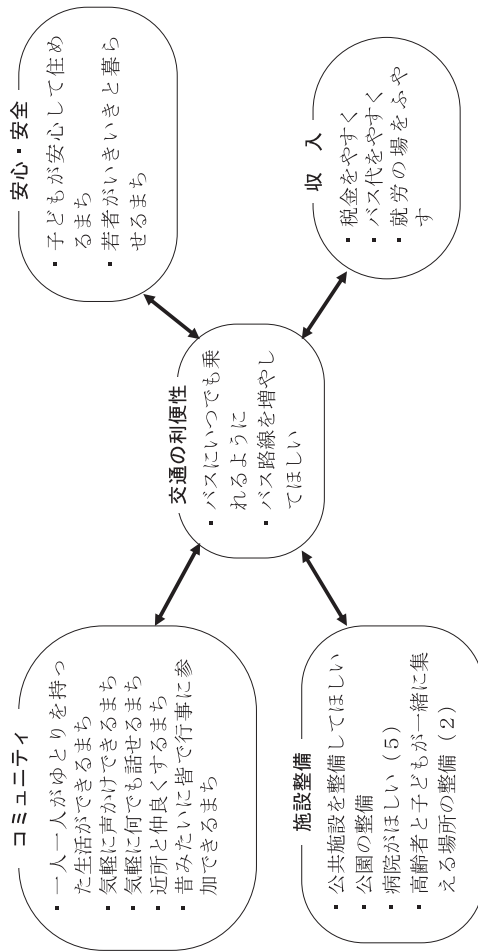 コミュニティ
・一人一人がゆとりを持っ
た生活ができるまち
・気軽に声かけできるまち
・気軽に何でも話せるまち
・近所と仲良くするまち
・昔みたいに皆で行事に参
加できるまち
安心・安全
・子どもが安心して住め
るまち
・若者がいきいきと暮ら
せるまち
交通の利便性
・バスにいつでも乗
れるように
・バス路線を増やし
てほしい
施設整備
・公共施設を整備してほしい
・公園の整備
・病院がほしい（5）
・高齢者と子どもが一緒に集
える場所の整備（2）
収　入
・税金をやすく
・バス代をやすく
・就労の場をふや
す